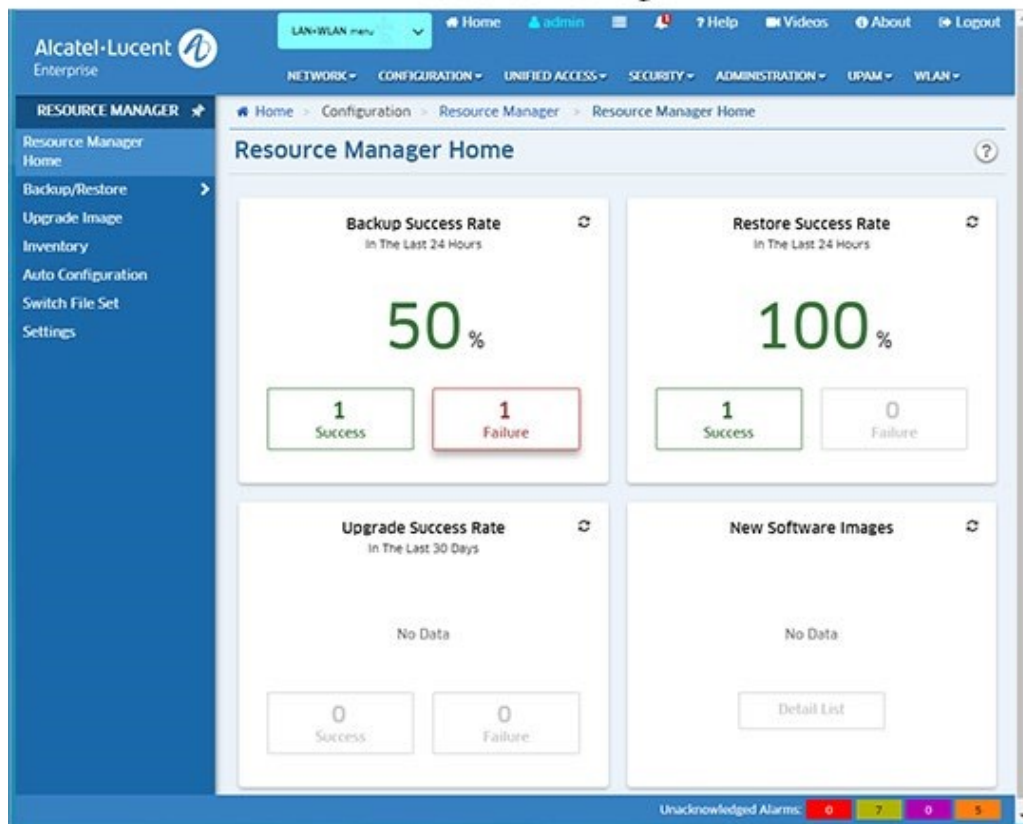 Alcatel·Lucent
Enterprise
LAN+WLAN menu
Home
admin
? Help
Videos
About
Logout
NETWORK
CONFIGURATION
UNIFIED ACCESS
SECURITY
ADMINISTRATION
UPAM
WLAN
RESOURCE MANAGER
Resource Manager
Home
Backup/Restore
Upgrade Image
Inventory
Auto Configuration
Switch File Set
Settings
Home > Configuration > Resource Manager > Resource Manager Home
Resource Manager Home
?
Backup Success Rate
In The Last 24 Hours
50 %
1
Success
1
Failure
Restore Success Rate
In The Last 24 Hours
100 %
1
Success
0
Failure
Upgrade Success Rate
In The Last 30 Days
No Data
0
Success
0
Failure
New Software Images
No Data
Detail List
Unacknowledged Alarms: 0 7 0 5